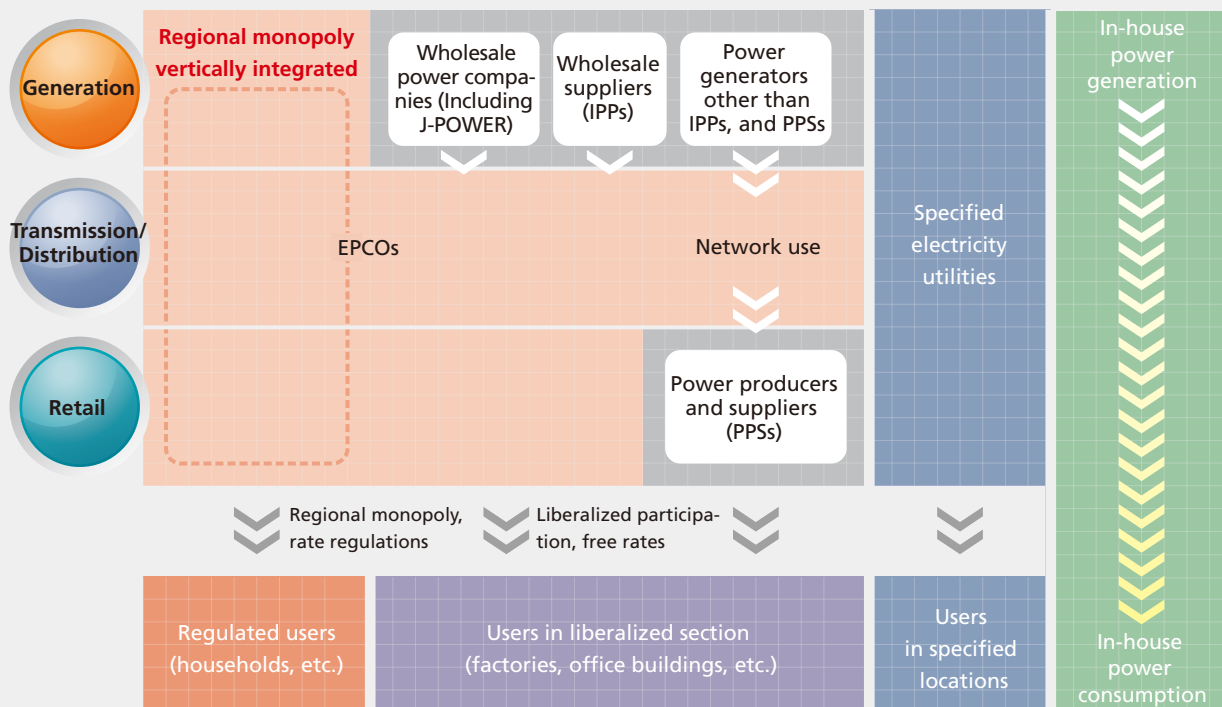 Generation
Regional monopoly
vertically integrated
Wholesale
power compa-
nies (Including
J-POWER)
Wholesale
suppliers
(IPPs)
Power
generators
other than
IPPs, and PPSs
In-house
power
generation
Transmission/
Distribution
EPCOs
Network use
Specified
electricity
utilities
Retail
Power producers
and suppliers
(PPSs)
Regional monopoly,
rate regulations
Liberalized participa-
tion, free rates
Regulated users
(households, etc.)
Users in liberalized section
(factories, office buildings, etc.)
Users
in specified
locations
In-house
power
consumption